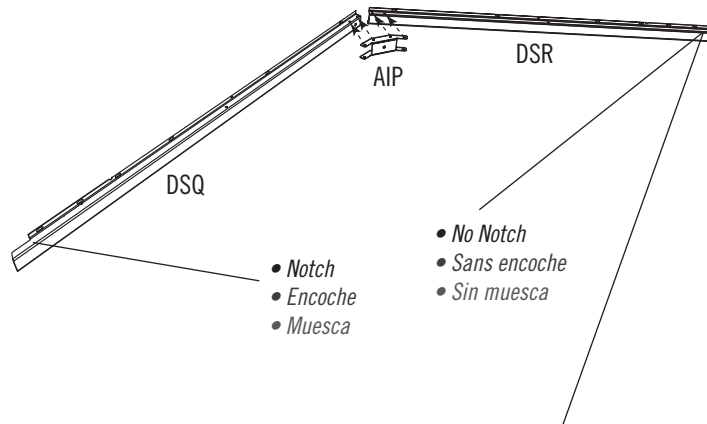 DSR
AIP
DSQ
• No Notch
• Sans encoche
• Sin muesca
• Notch
• Encoche
• Muesca